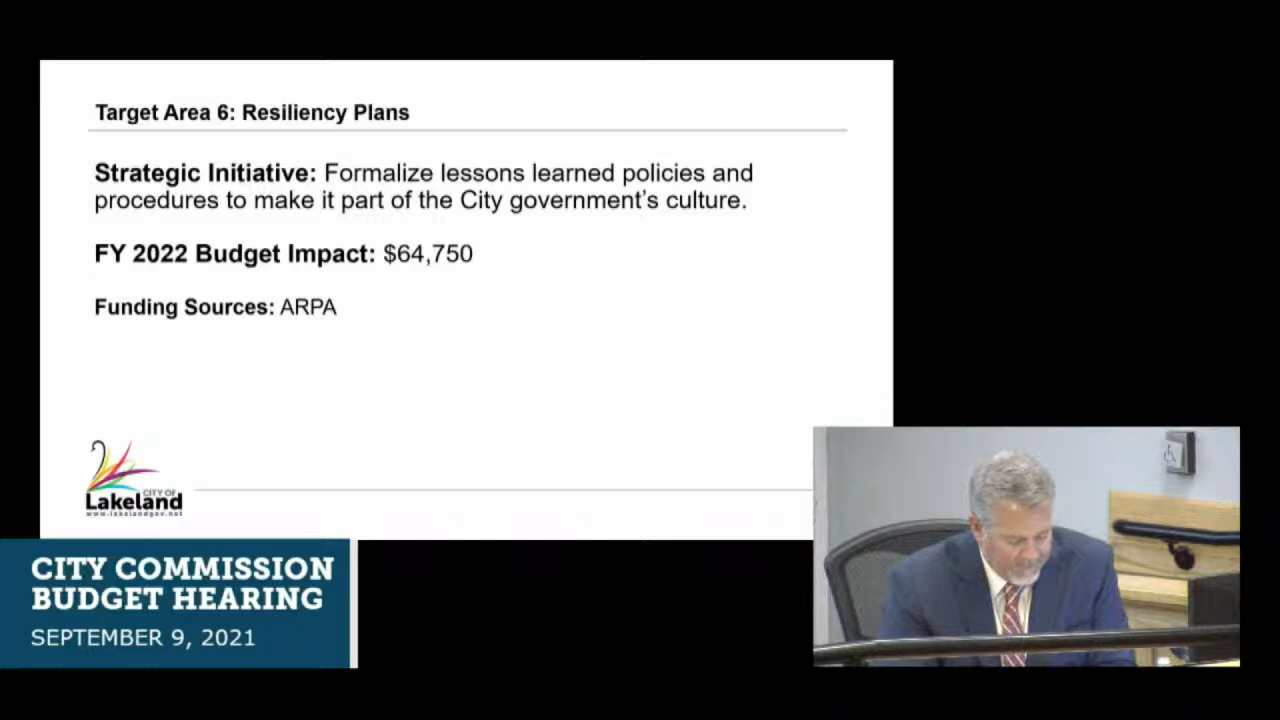 Target Area 6: Resiliency Plans
Strategic Initiative: Formalize lessons learned policies and
procedures to make it part of the City government's culture.
FY 2022 Budget Impact: $64,750
Funding Sources: ARPA
CITY OF
Lakeland
www.lakelandgov.net
CITY COMMISSION
BUDGET HEARING
SEPTEMBER 9, 2021